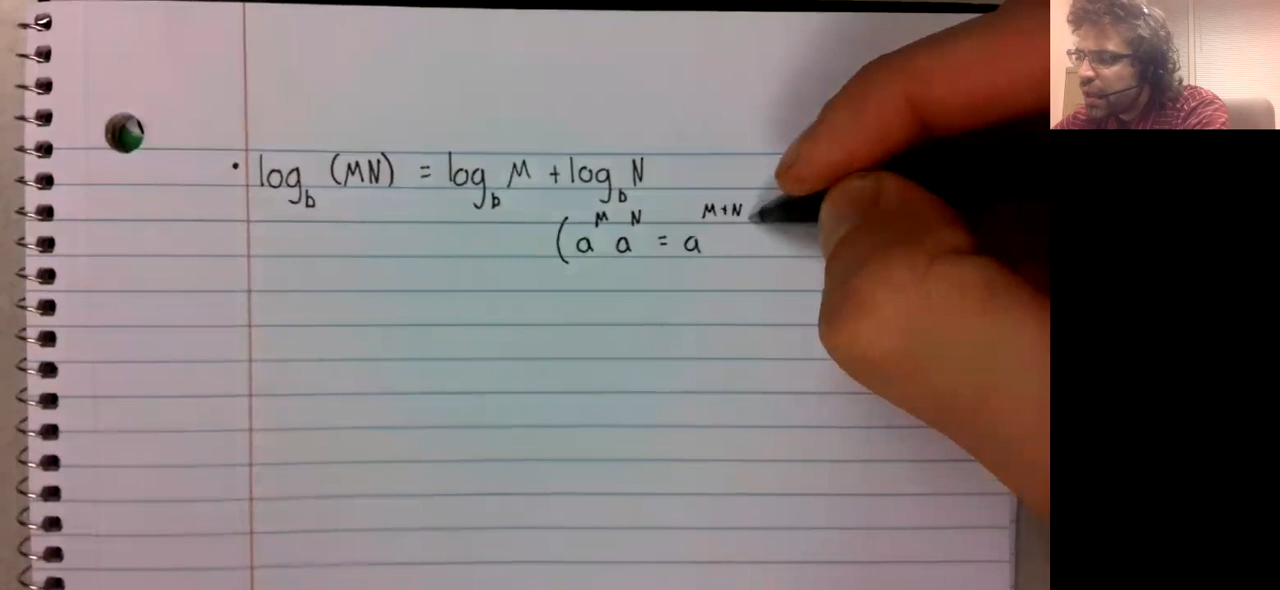 • log_b (MN) = log_b M + log_b N
(a^M a^N = a^{M+N}